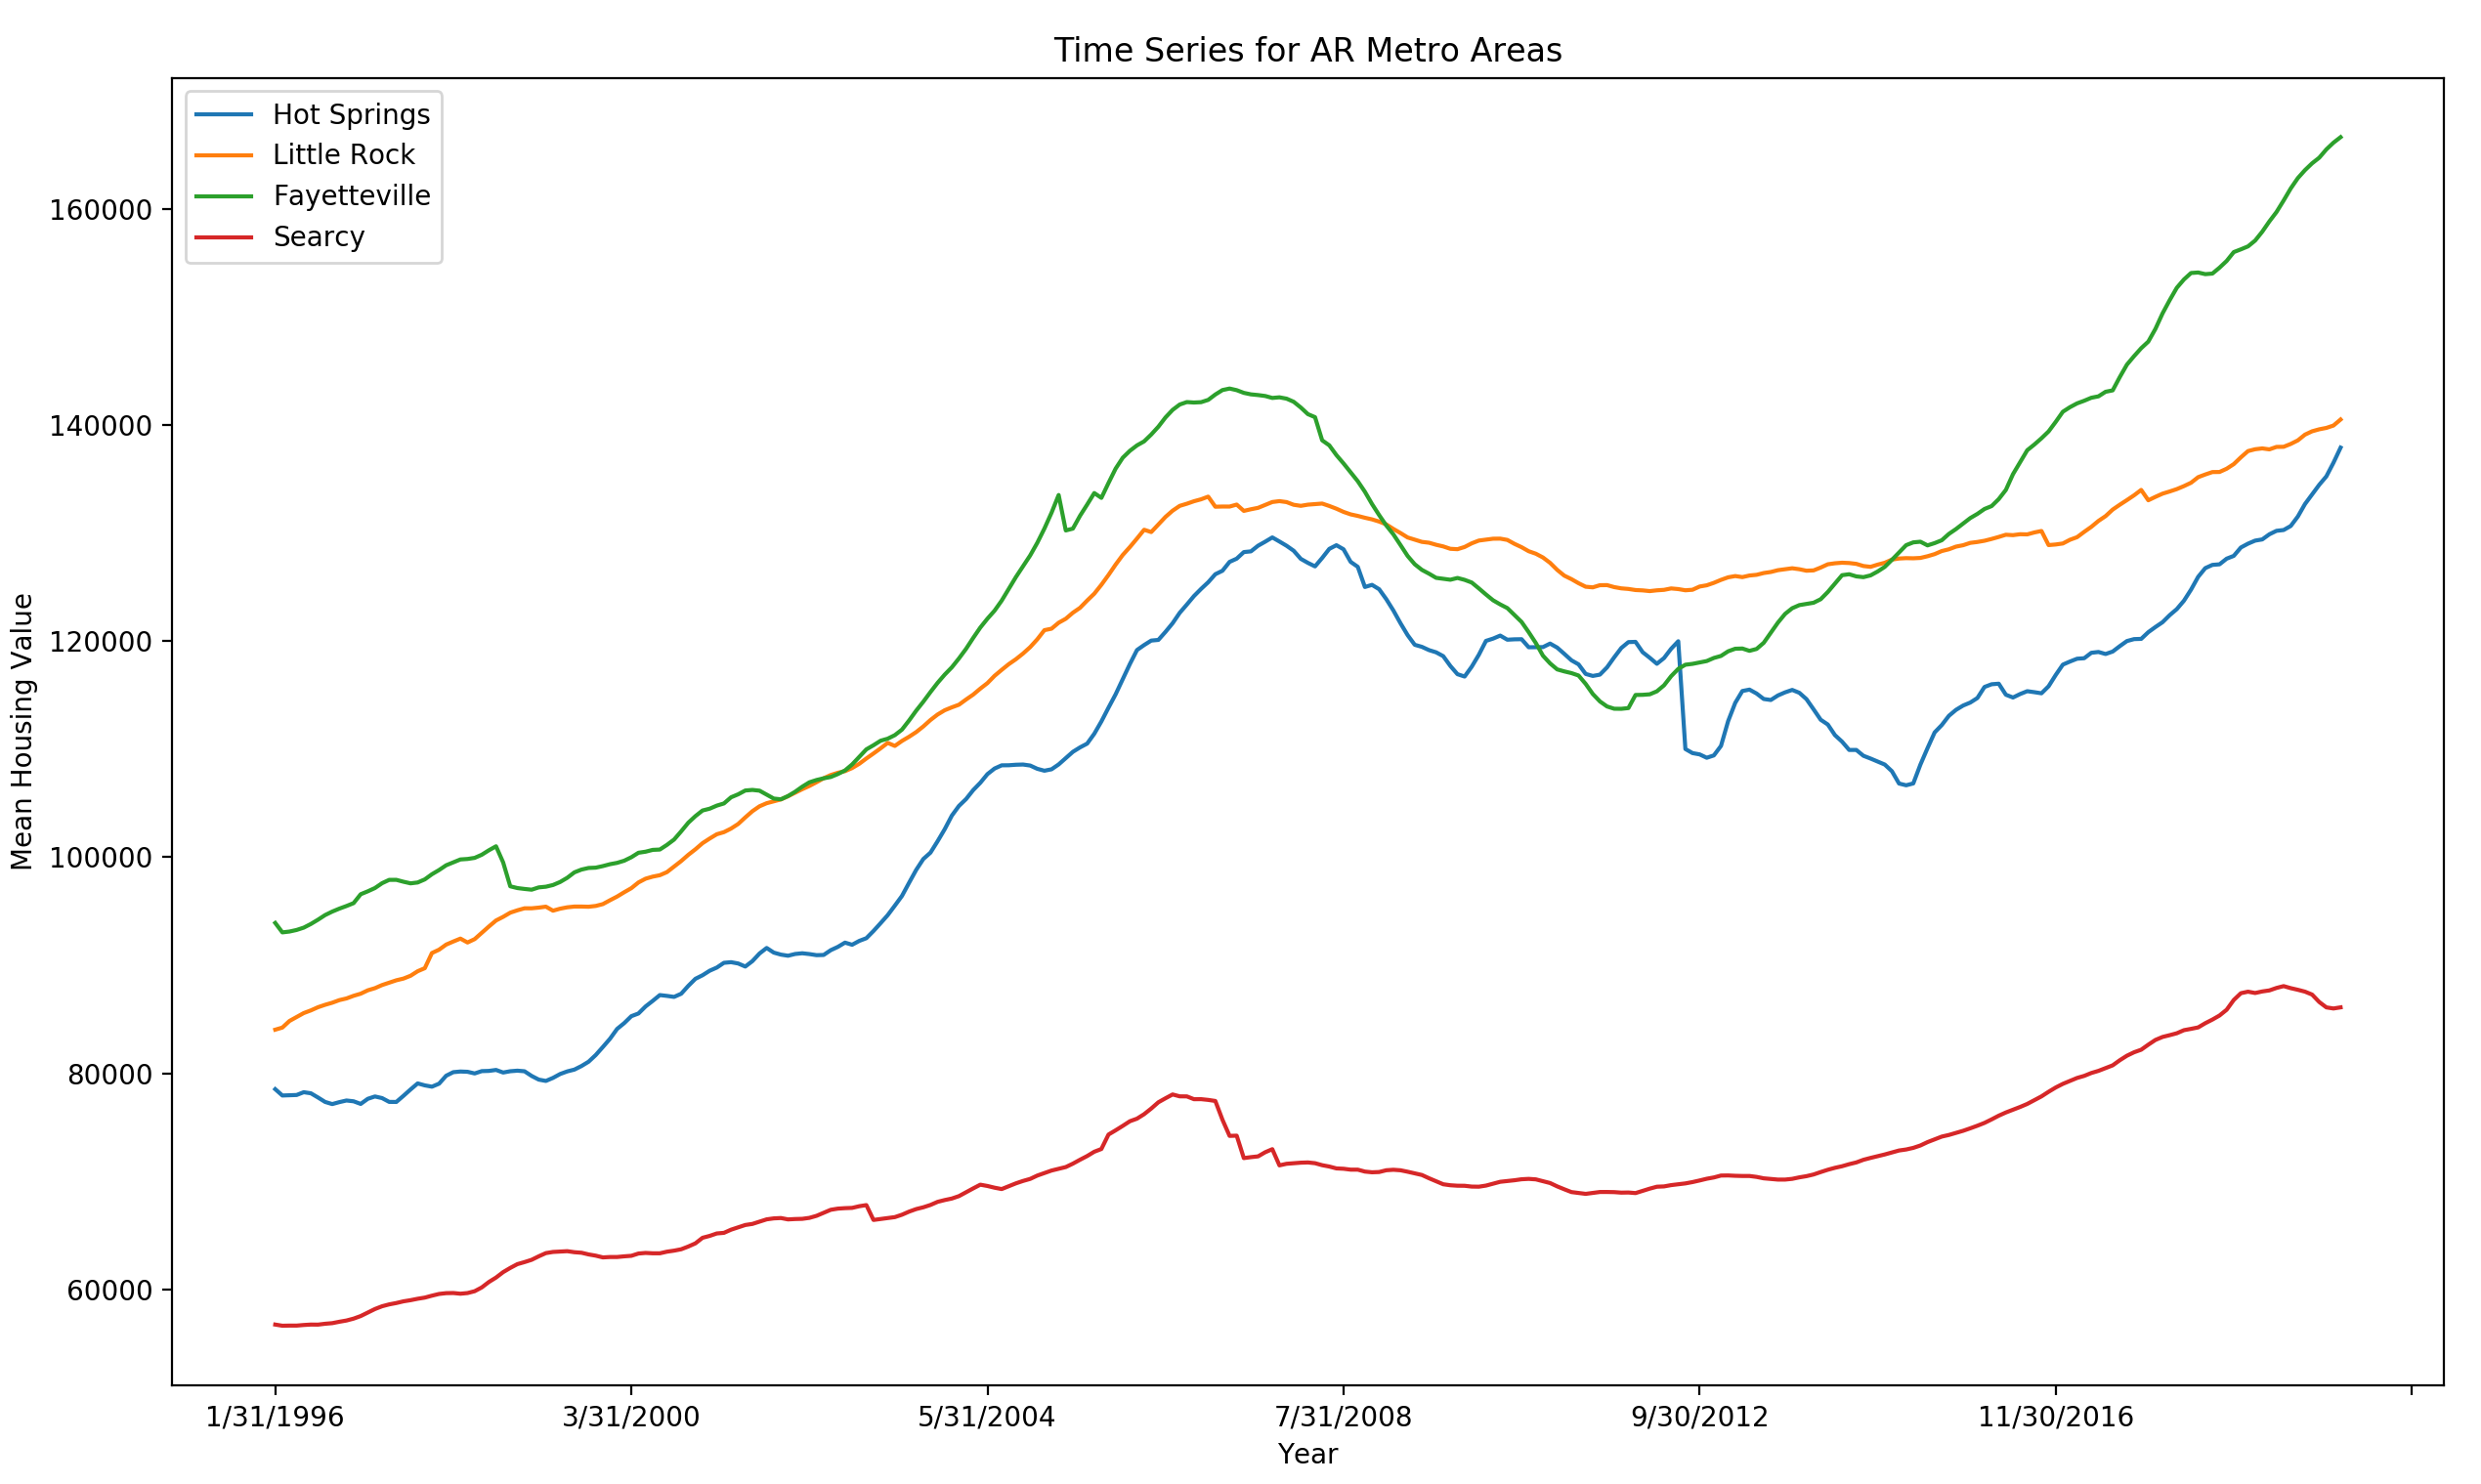 Time Series for AR Metro Areas
Hot Springs
Little Rock
Fayetteville
Searcy
160000
140000
120000
100000
80000
60000
Mean Housing Value
1/31/1996 3/31/2000 5/31/2004 7/31/2008 9/30/2012 11/30/2016
Year